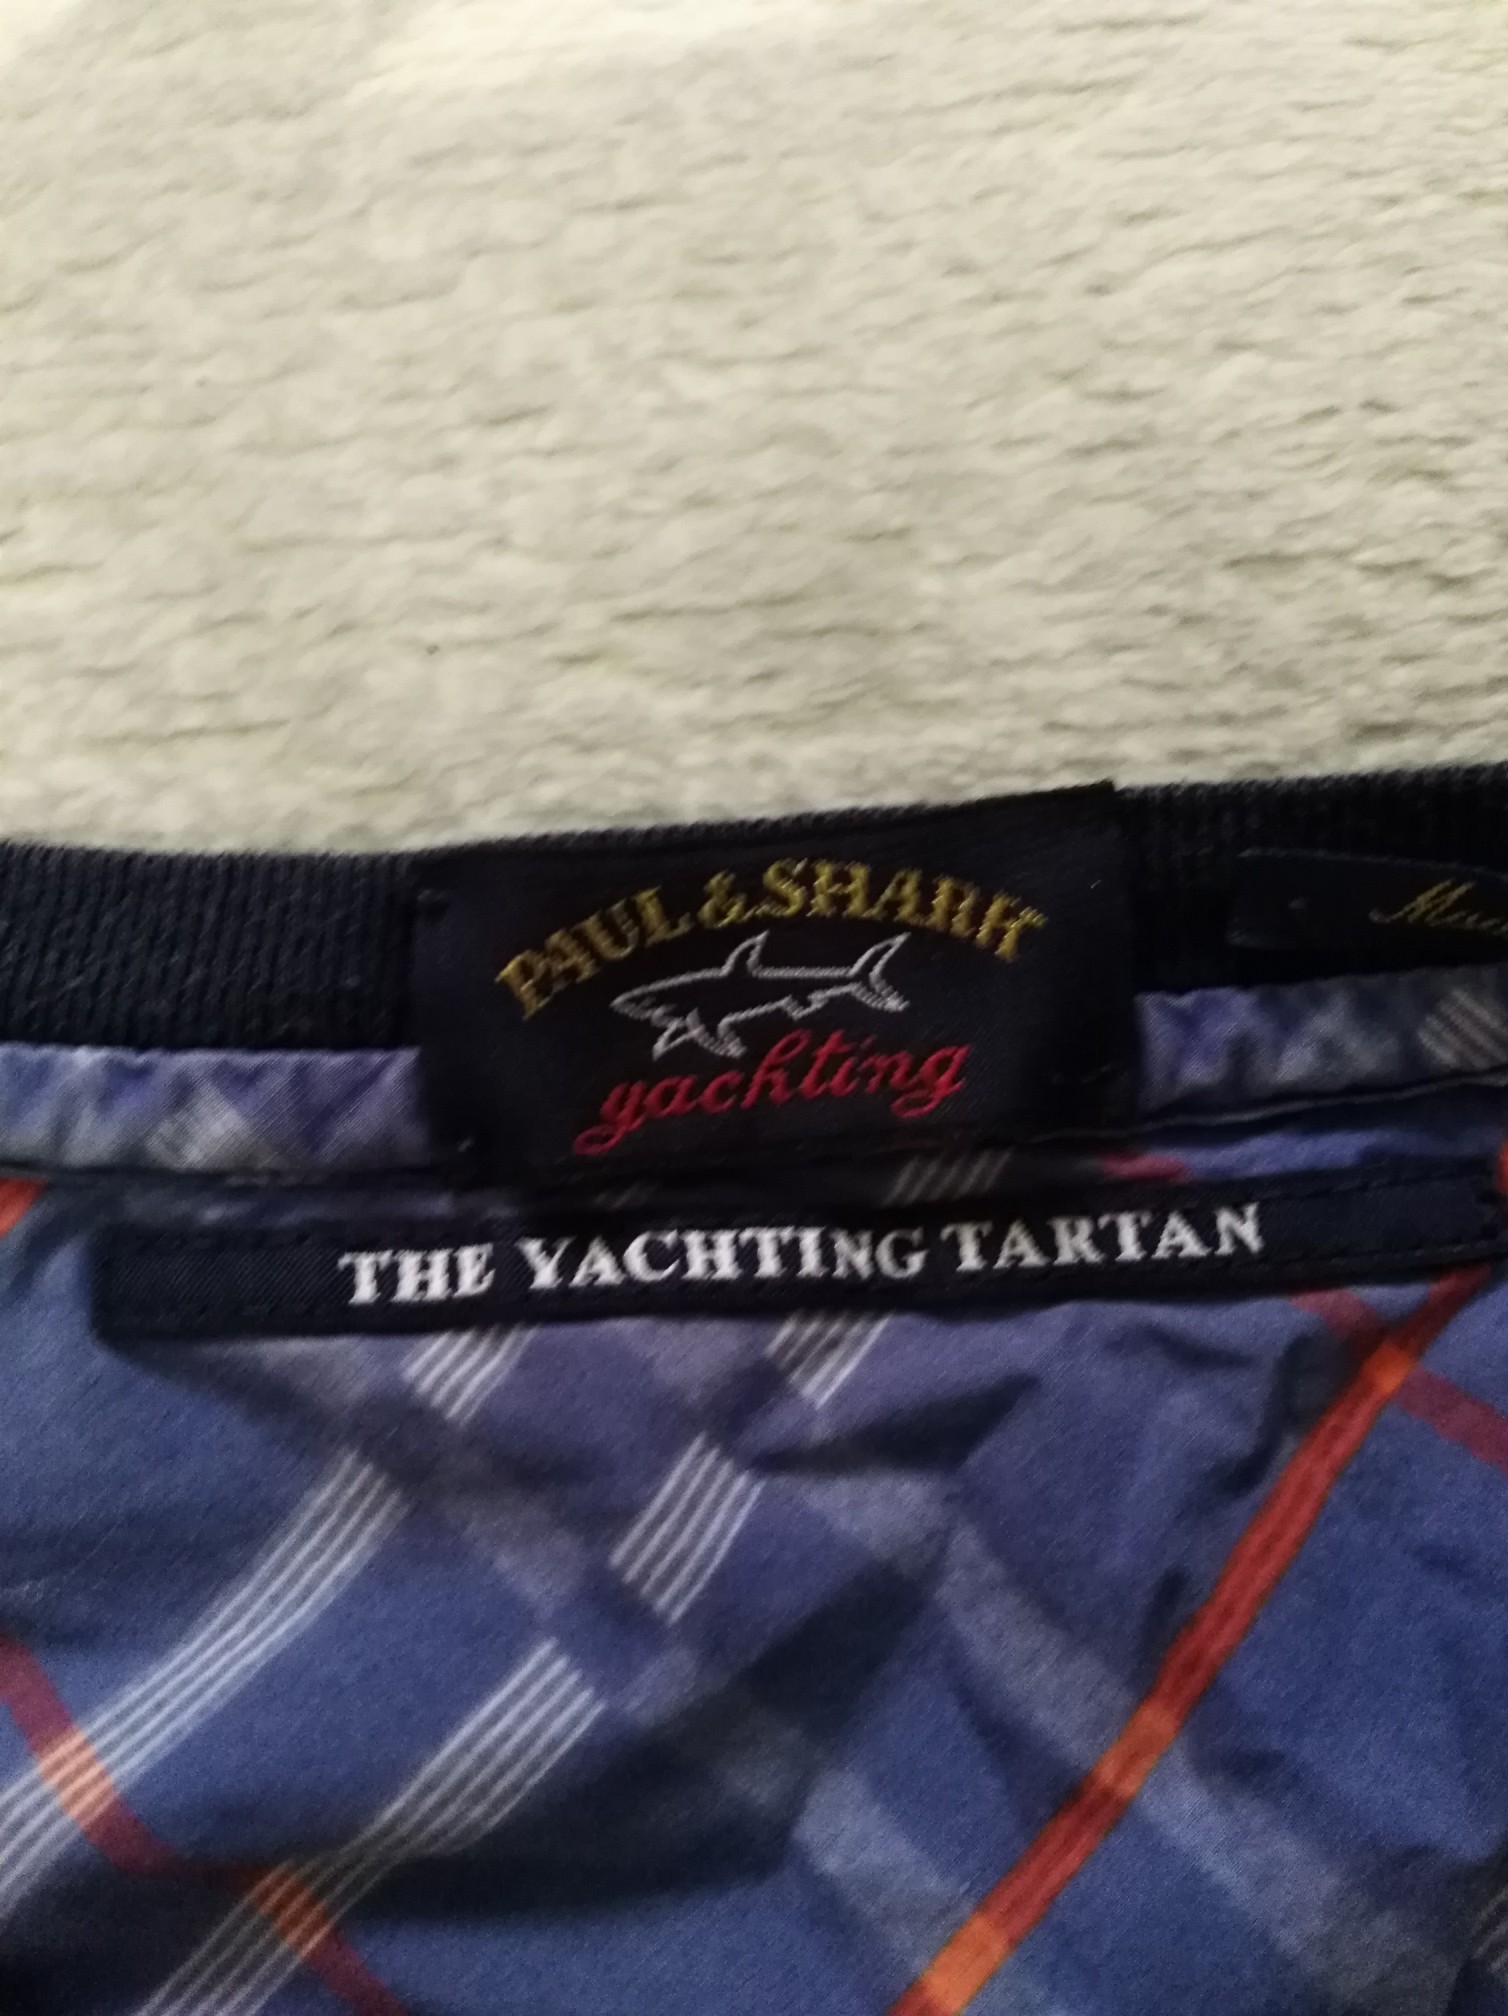 PAUL & SHARK
yachting
THE YACHTING TARTAN